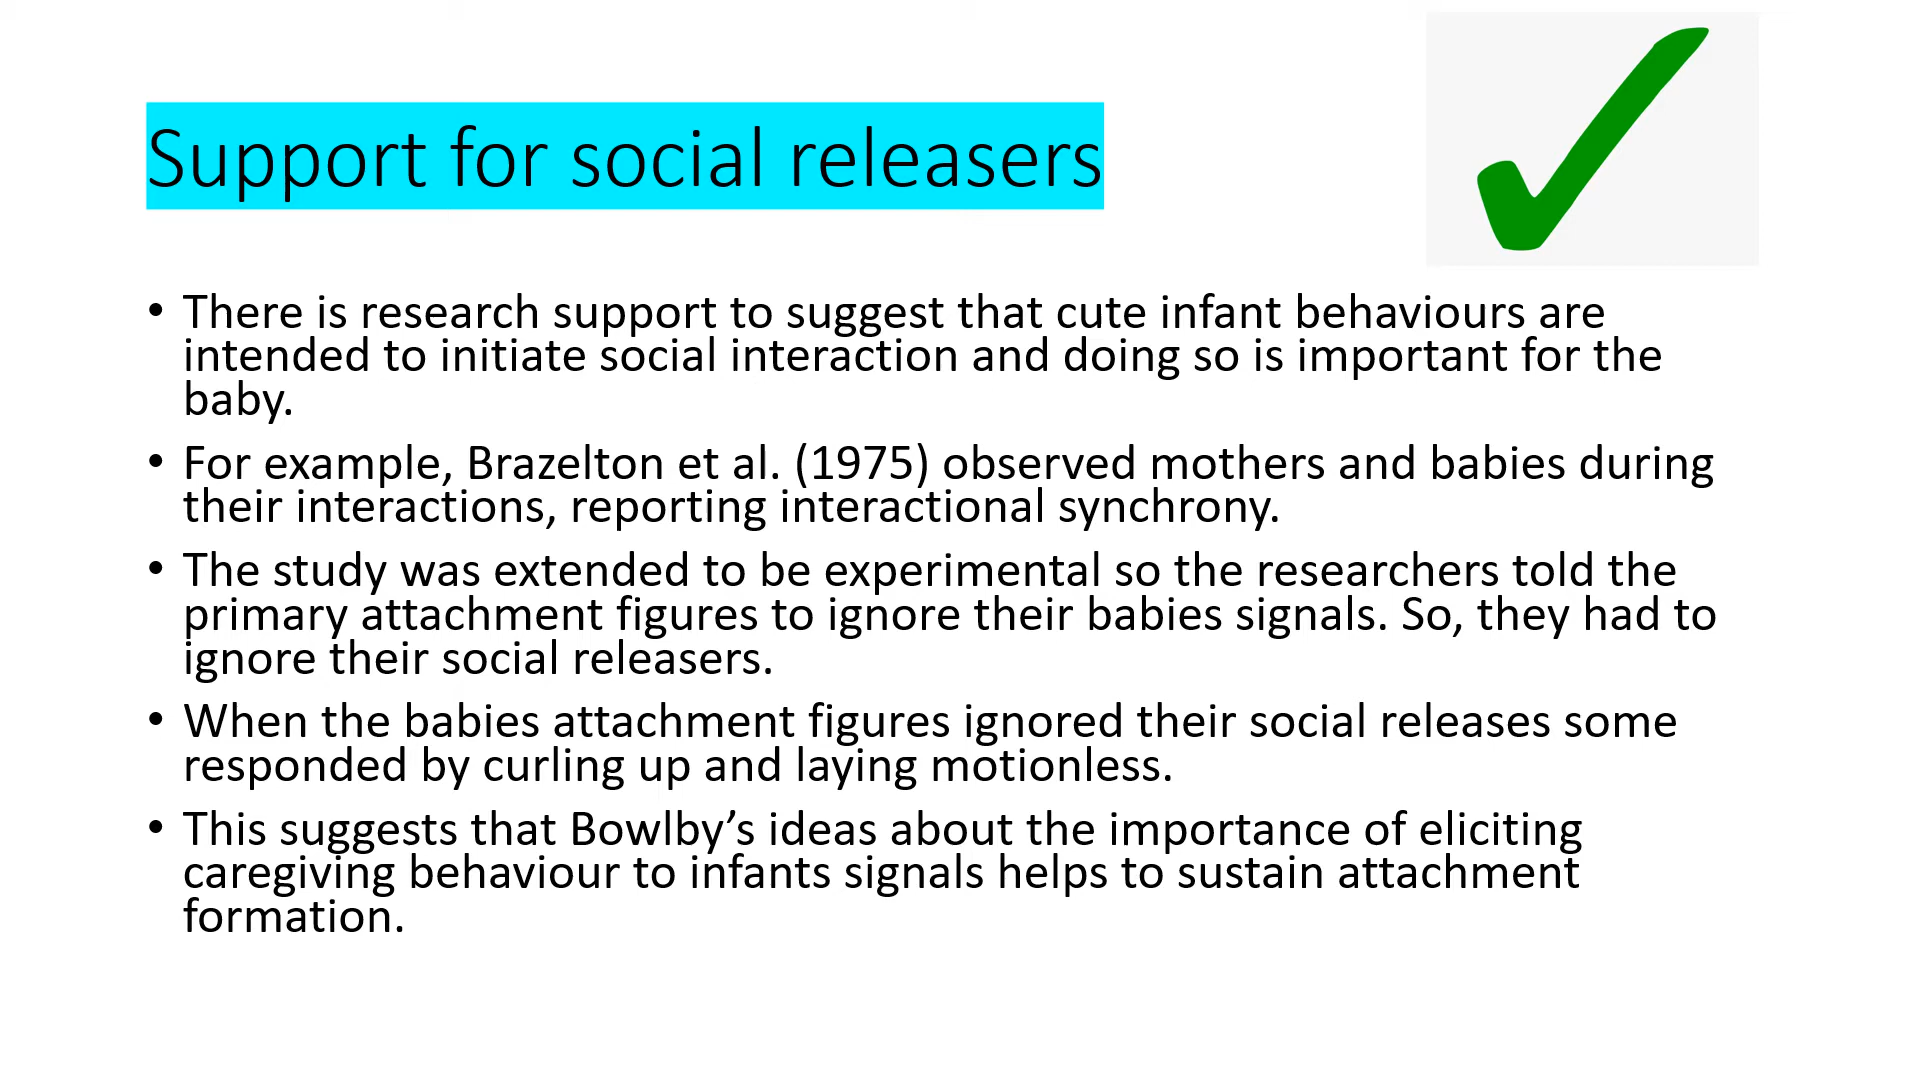 Support for social releasers
• There is research support to suggest that cute infant behaviours are
intended to initiate social interaction and doing so is important for the
baby.
• For example, Brazelton et al. (1975) observed mothers and babies during
their interactions, reporting interactional synchrony.
• The study was extended to be experimental so the researchers told the
primary attachment figures to ignore their babies signals. So, they had to
ignore their social releasers.
• When the babies attachment figures ignored their social releases some
responded by curling up and laying motionless.
• This suggests that Bowlby’s ideas about the importance of eliciting
caregiving behaviour to infants signals helps to sustain attachment
formation.